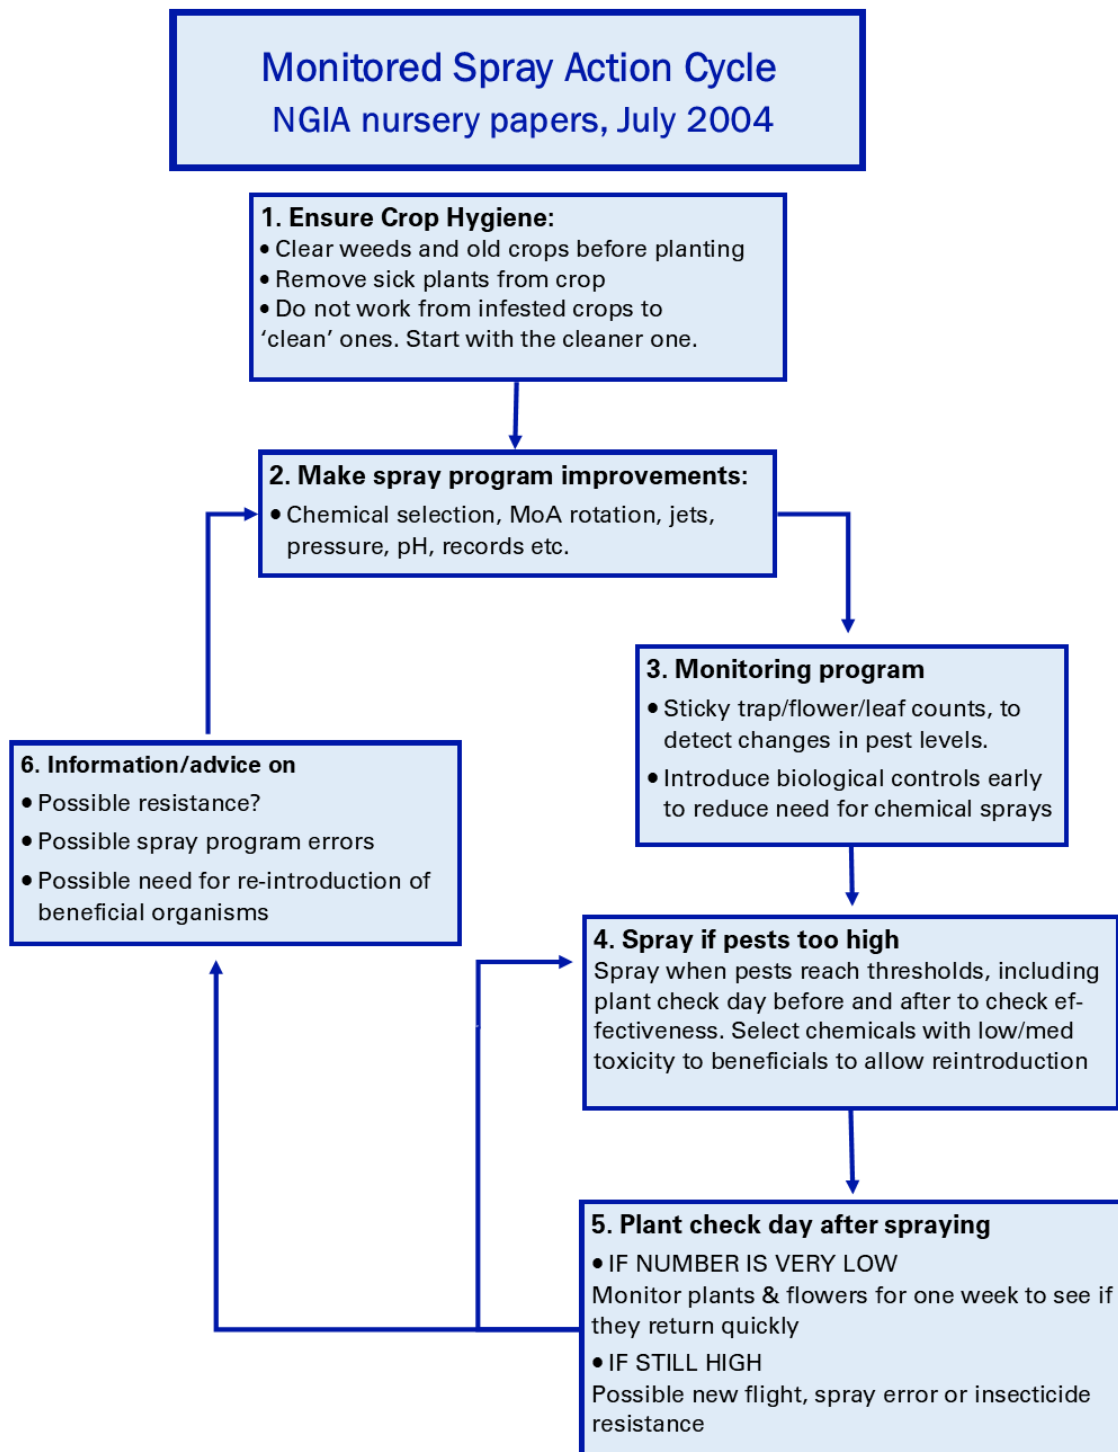 Monitored Spray Action Cycle
NGIA nursery papers, July 2004
1. Ensure Crop Hygiene:
• Clear weeds and old crops before planting
• Remove sick plants from crop
• Do not work from infested crops to
‘clean’ ones. Start with the cleaner one.
2. Make spray program improvements:
• Chemical selection, MoA rotation, jets,
pressure, pH, records etc.
3. Monitoring program
• Sticky trap/flower/leaf counts, to
detect changes in pest levels.
• Introduce biological controls early
to reduce need for chemical sprays
4. Spray if pests too high
Spray when pests reach thresholds, including
plant check day before and after to check ef-
fectiveness. Select chemicals with low/med
toxicity to beneficials to allow reintroduction
5. Plant check day after spraying
• IF NUMBER IS VERY LOW
Monitor plants & flowers for one week to see if
they return quickly
• IF STILL HIGH
Possible new flight, spray error or insecticide
resistance
6. Information/advice on
• Possible resistance?
• Possible spray program errors
• Possible need for re-introduction of
beneficial organisms